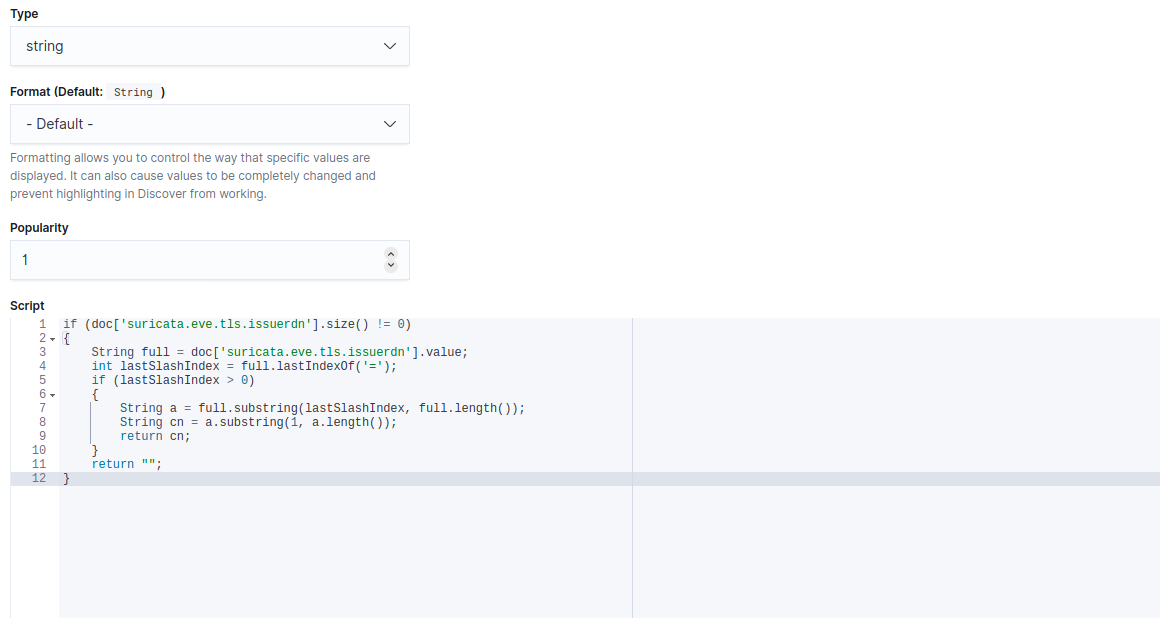 Type
string
Format (Default: String )
- Default -
Formatting allows you to control the way that specific values are
displayed. It can also cause values to be completely changed and
prevent highlighting in Discover from working.
Popularity
1
Script
1 if (doc['suricata.eve.tls.issuerdn'].size() != 0)
2 {
3     String full = doc['suricata.eve.tls.issuerdn'].value;
4     int lastSlashIndex = full.lastIndexOf('=');
5     if (lastSlashIndex > 0)
6     {
7         String a = full.substring(lastSlashIndex, full.length());
8         String cn = a.substring(1, a.length());
9         return cn;
10     }
11     return "";
12 }